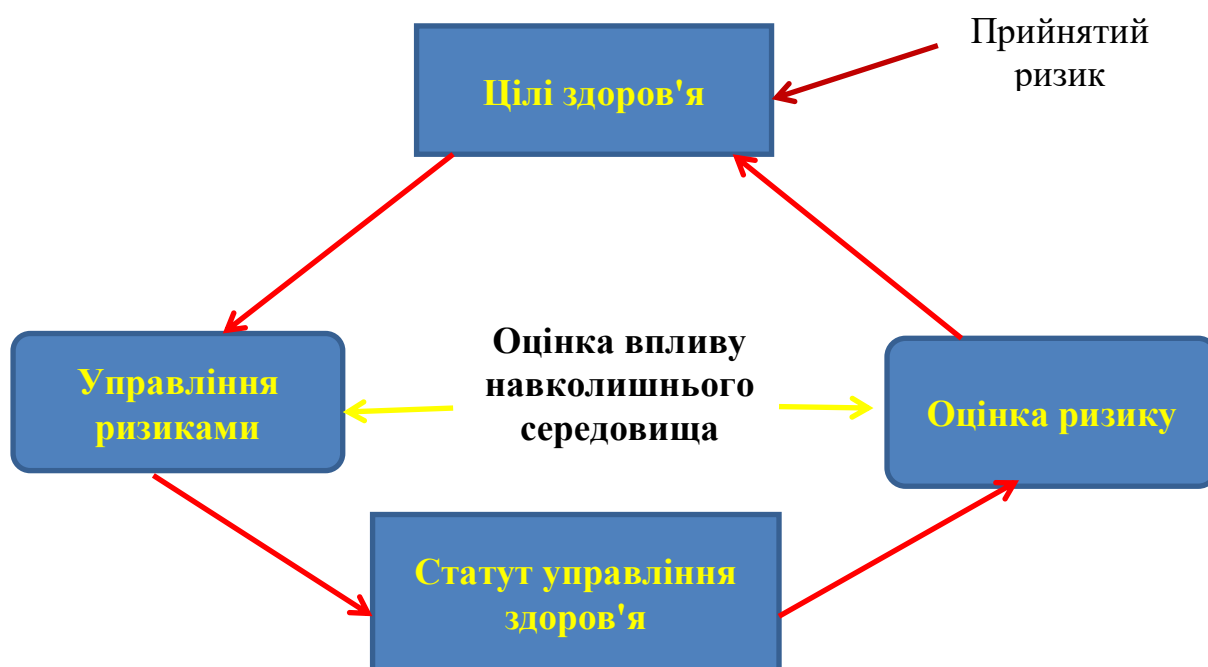 Прийнятий
ризик
Цілі здоров'я
Оцінка впливу
навколишнього
середовища
Управління
ризиками
Оцінка ризику
Статут управління
здоров'я